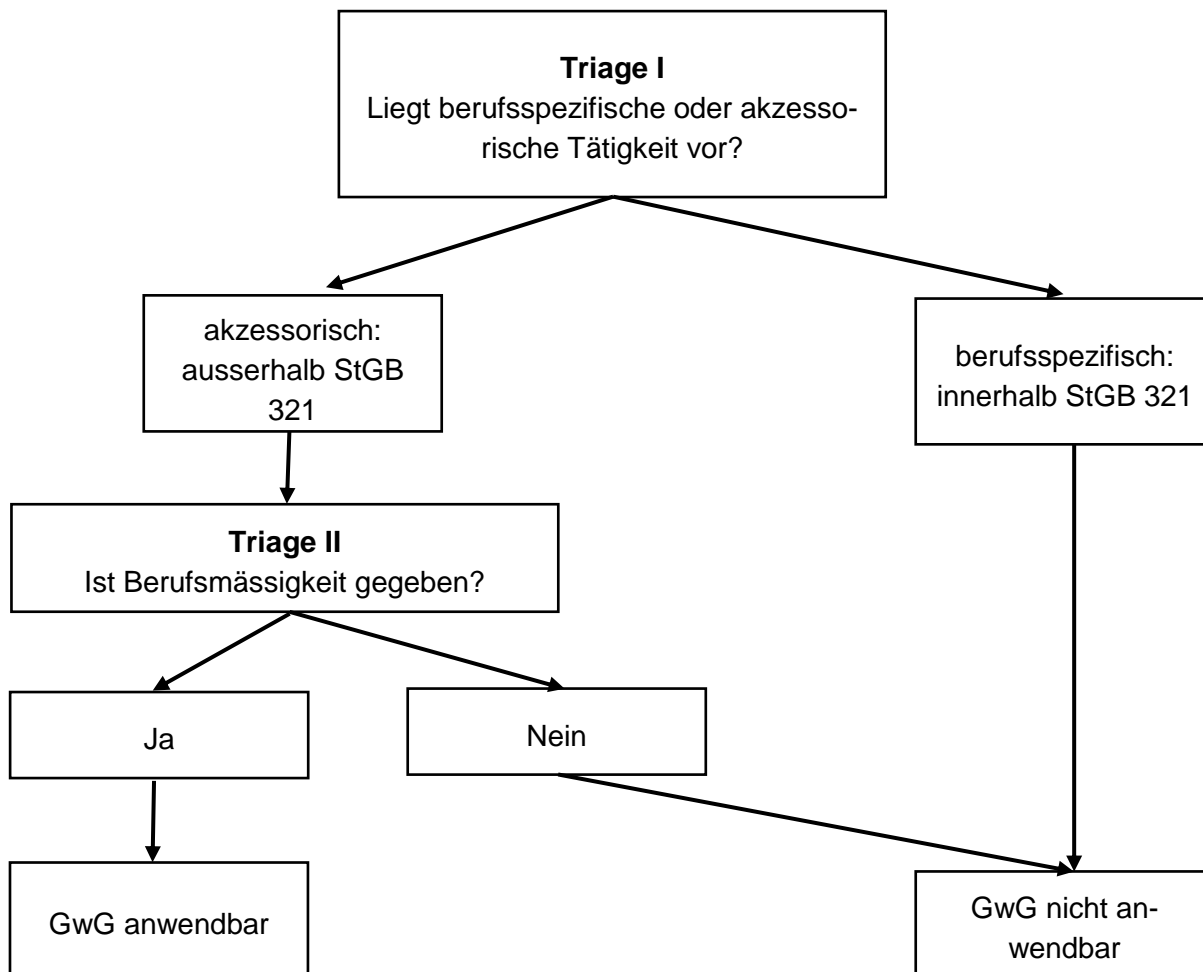 Triage I
Liegt berufsspezifische oder akzesso-
rische Tätigkeit vor?
akzessorisch:
ausserhalb StGB
321
berufsspezifisch:
innerhalb StGB 321
Triage II
Ist Berufsmässigkeit gegeben?
Ja
Nein
GwG anwendbar
GwG nicht an-
wendbar